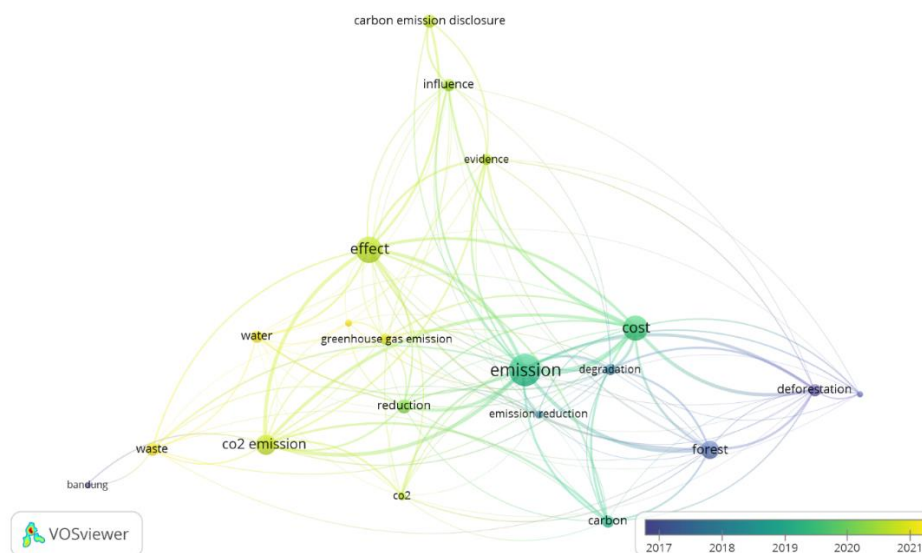 carbon emission disclosure
influence
evidence
effect
cost
water
greenhouse gas emission
emission
degradation
deforestation
reduction
emission reduction
co2 emission
waste
forest
bandung
co2
carbon
VOSviewer
2017 2018 2019 2020 2021